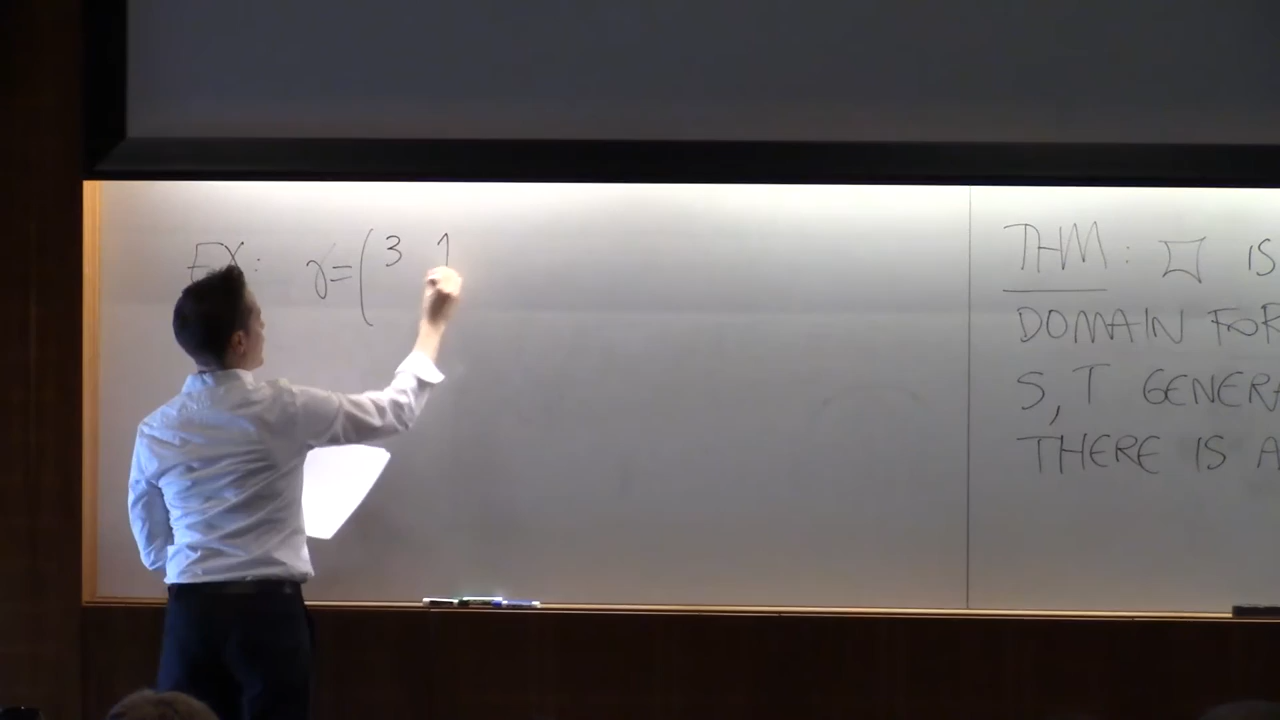 EX: γ = ( 3 1
THM: □ IS
DOMAIN FOR
S, T GENERA
THERE IS A